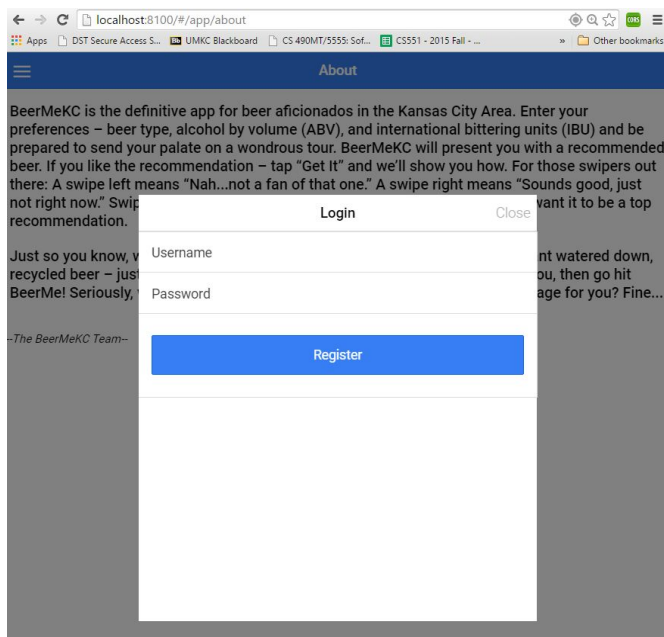 localhost:8100/#/app/about
CORS
Apps DST Secure Access S... Bb UMKC Blackboard CS 490MT/5555: Sof... CS551 - 2015 Fall - ... » Other bookmarks
About
BeerMeKC is the definitive app for beer aficionados in the Kansas City Area. Enter your
preferences – beer type, alcohol by volume (ABV), and international bittering units (IBU) and be
prepared to send your palate on a wondrous tour. BeerMeKC will present you with a recommended
beer. If you like the recommendation – tap “Get It” and we’ll show you how. For those swipers out
there: A swipe left means “Nah...not a fan of that one.” A swipe right means “Sounds good, just
not right now.” Swip want it to be a top
recommendation.
Login Close
Just so you know, nt watered down,
Username
recycled beer – just ou, then go hit
BeerMe! Seriously, age for you? Fine...
Password
--The BeerMeKC Team--
Register